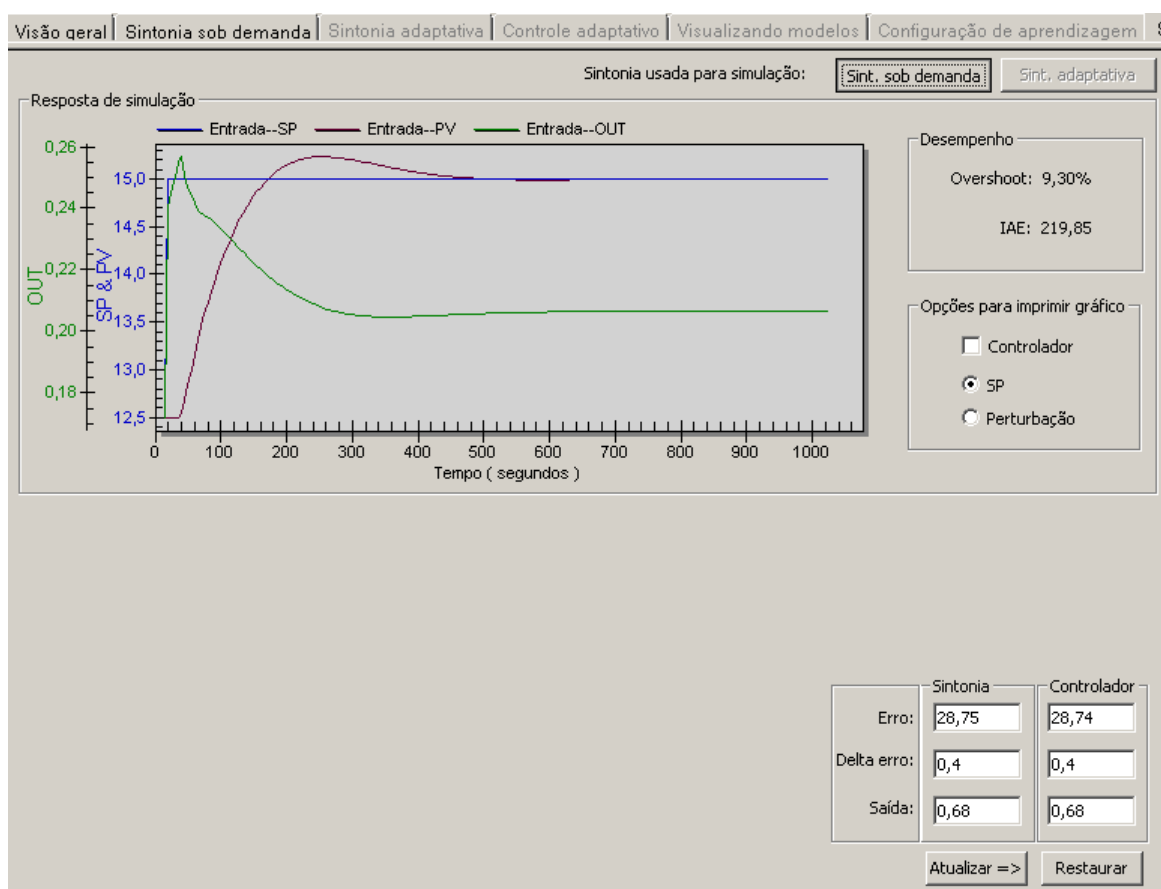 Visão geral Sintonia sob demanda Sintonia adaptativa Controle adaptativo Visualizando modelos Configuração de aprendizagem
Sintonia usada para simulação: Sint. sob demanda Sint. adaptativa
Resposta de simulação
Entrada--SP Entrada--PV Entrada--OUT
OUT
0,26
0,24
0,22
0,20
0,18
SP & PV
15,0
14,5
14,0
13,5
13,0
12,5
0 100 200 300 400 500 600 700 800 900 1000
Tempo ( segundos )
Desempenho
Overshoot: 9,30%
IAE: 219,85
Opções para imprimir gráfico
Controlador
SP
Perturbação
Sintonia Controlador
Erro: 28,75 28,74
Delta erro: 0,4 0,4
Saída: 0,68 0,68
Atualizar => Restaurar